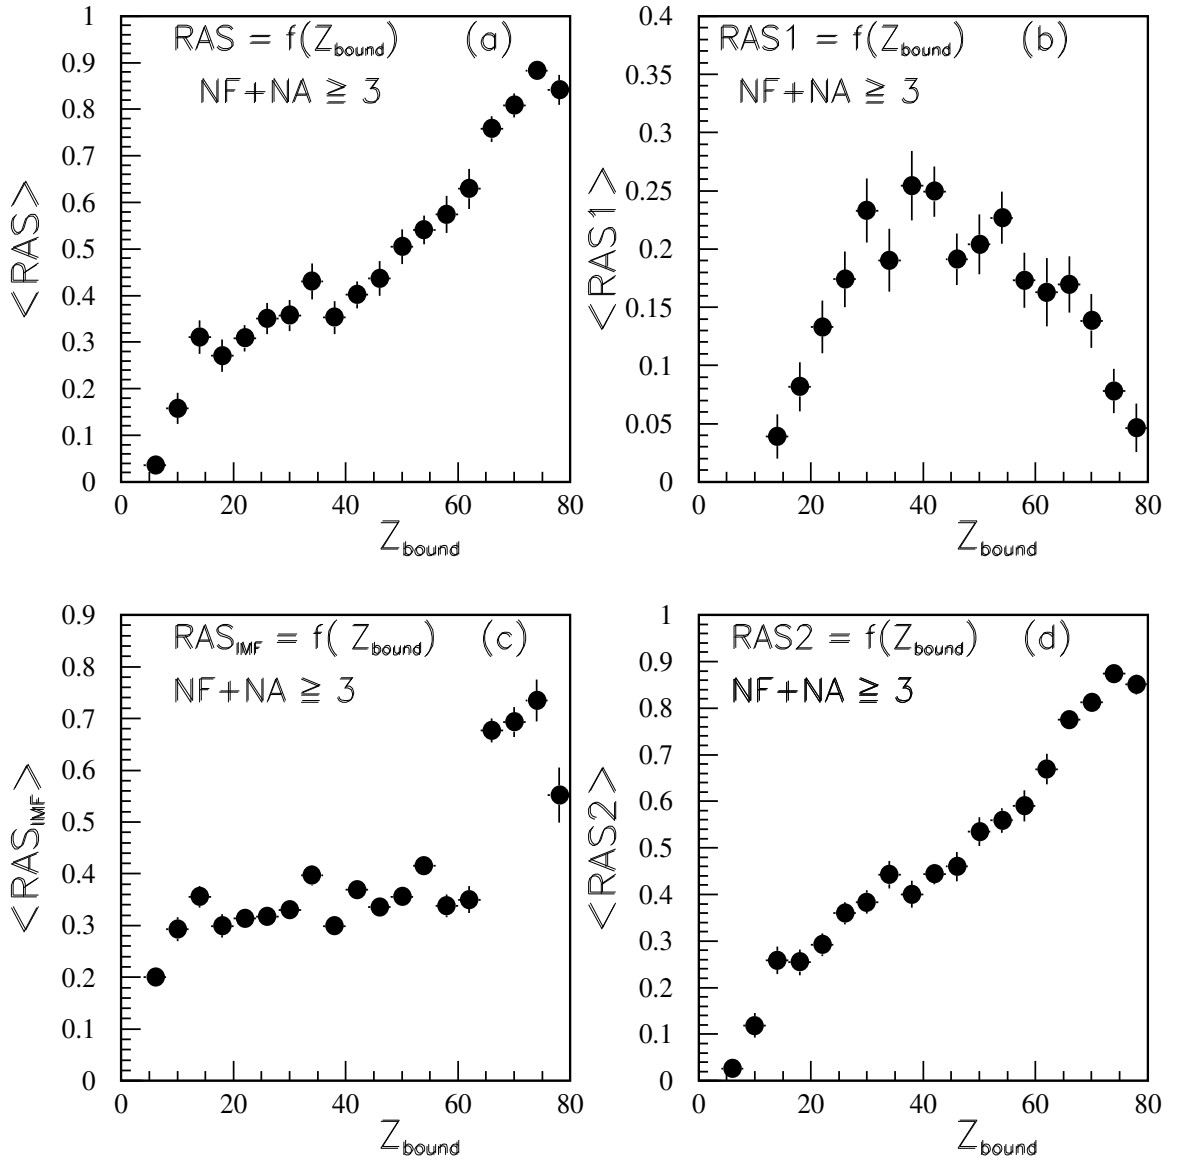 RAS = f(Z_bound) (a)
NF+NA ≧ 3
1
0.9
0.8
0.7
0.6
0.5
0.4
0.3
0.2
0.1
0
<RAS>
0 20 40 60 80
Z_bound
RAS1 = f(Z_bound) (b)
NF+NA ≧ 3
0.4
0.35
0.3
0.25
0.2
0.15
0.1
0.05
0
<RAS1>
0 20 40 60 80
Z_bound
RAS_IMF = f( Z_bound) (c)
NF+NA ≧ 3
0.9
0.8
0.7
0.6
0.5
0.4
0.3
0.2
0.1
0
<RAS_IMF>
0 20 40 60 80
Z_bound
RAS2 = f(Z_bound) (d)
NF+NA ≧ 3
1
0.9
0.8
0.7
0.6
0.5
0.4
0.3
0.2
0.1
0
<RAS2>
0 20 40 60 80
Z_bound